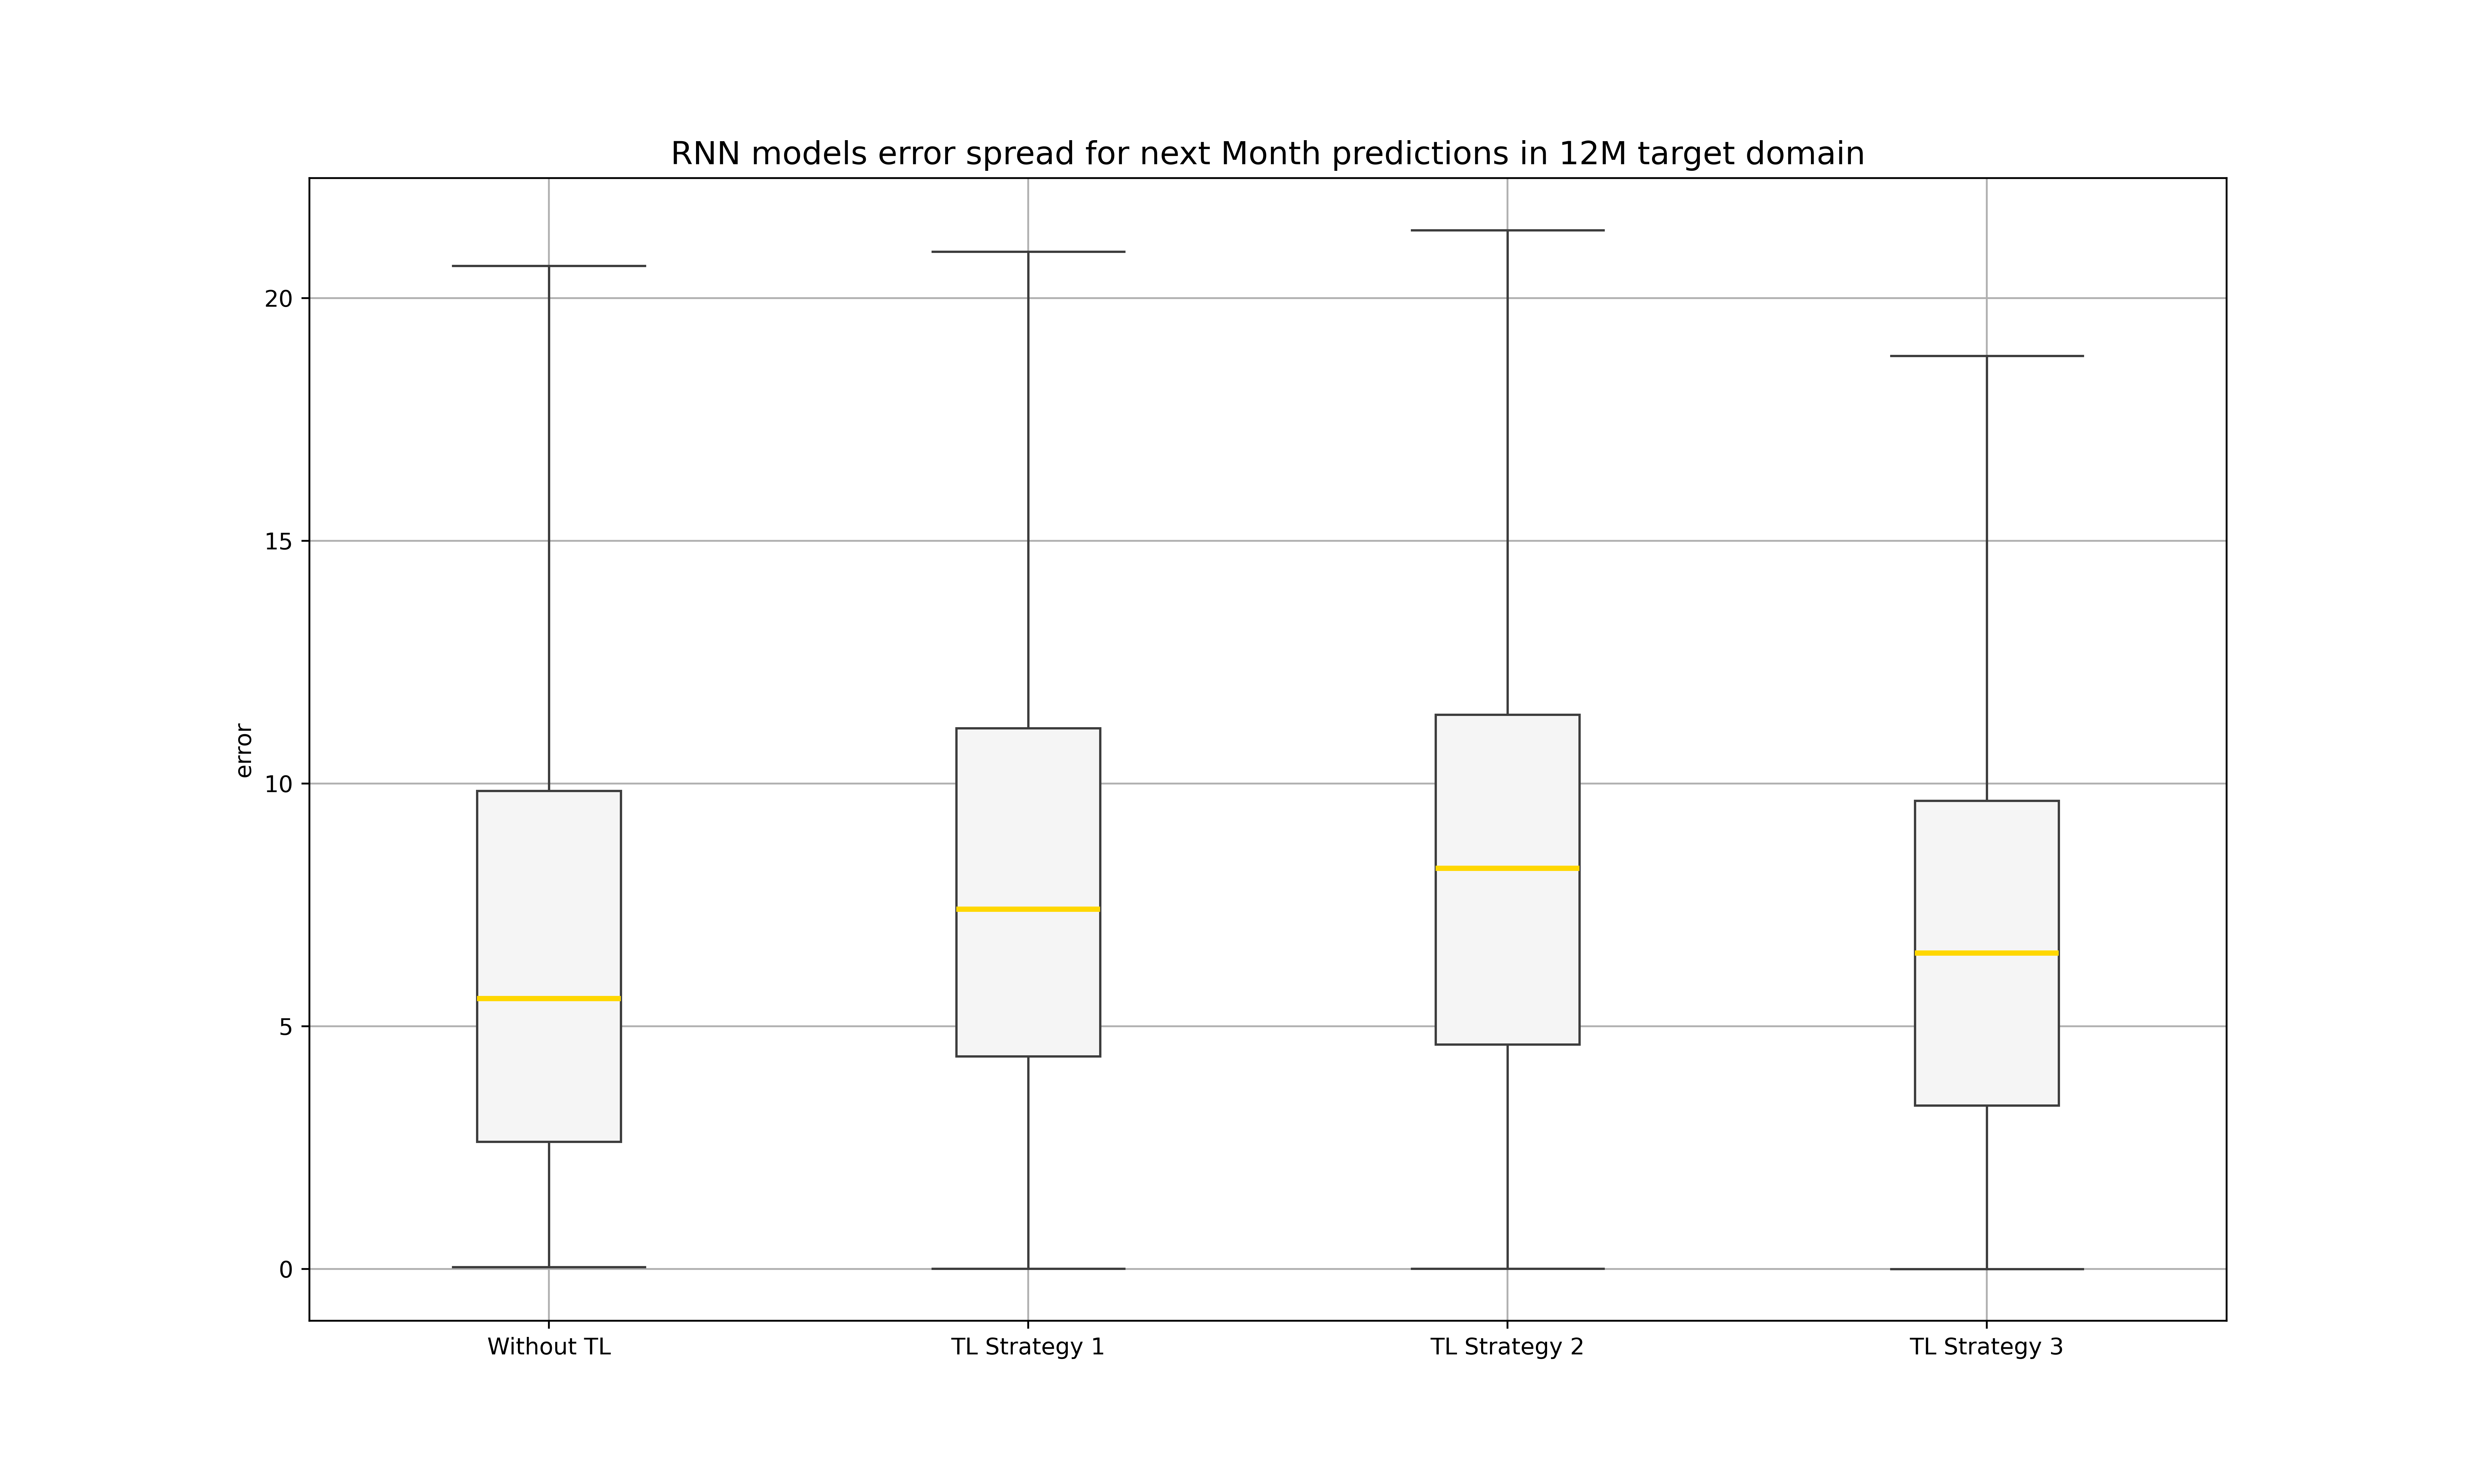 RNN models error spread for next Month predictions in 12M target domain
error
20
15
10
5
0
Without TL
TL Strategy 1
TL Strategy 2
TL Strategy 3